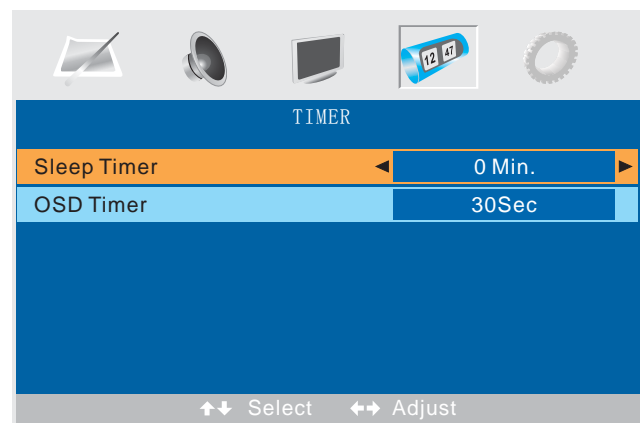 12 47
TIMER
Sleep Timer 0 Min.
OSD Timer 30Sec
Select Adjust